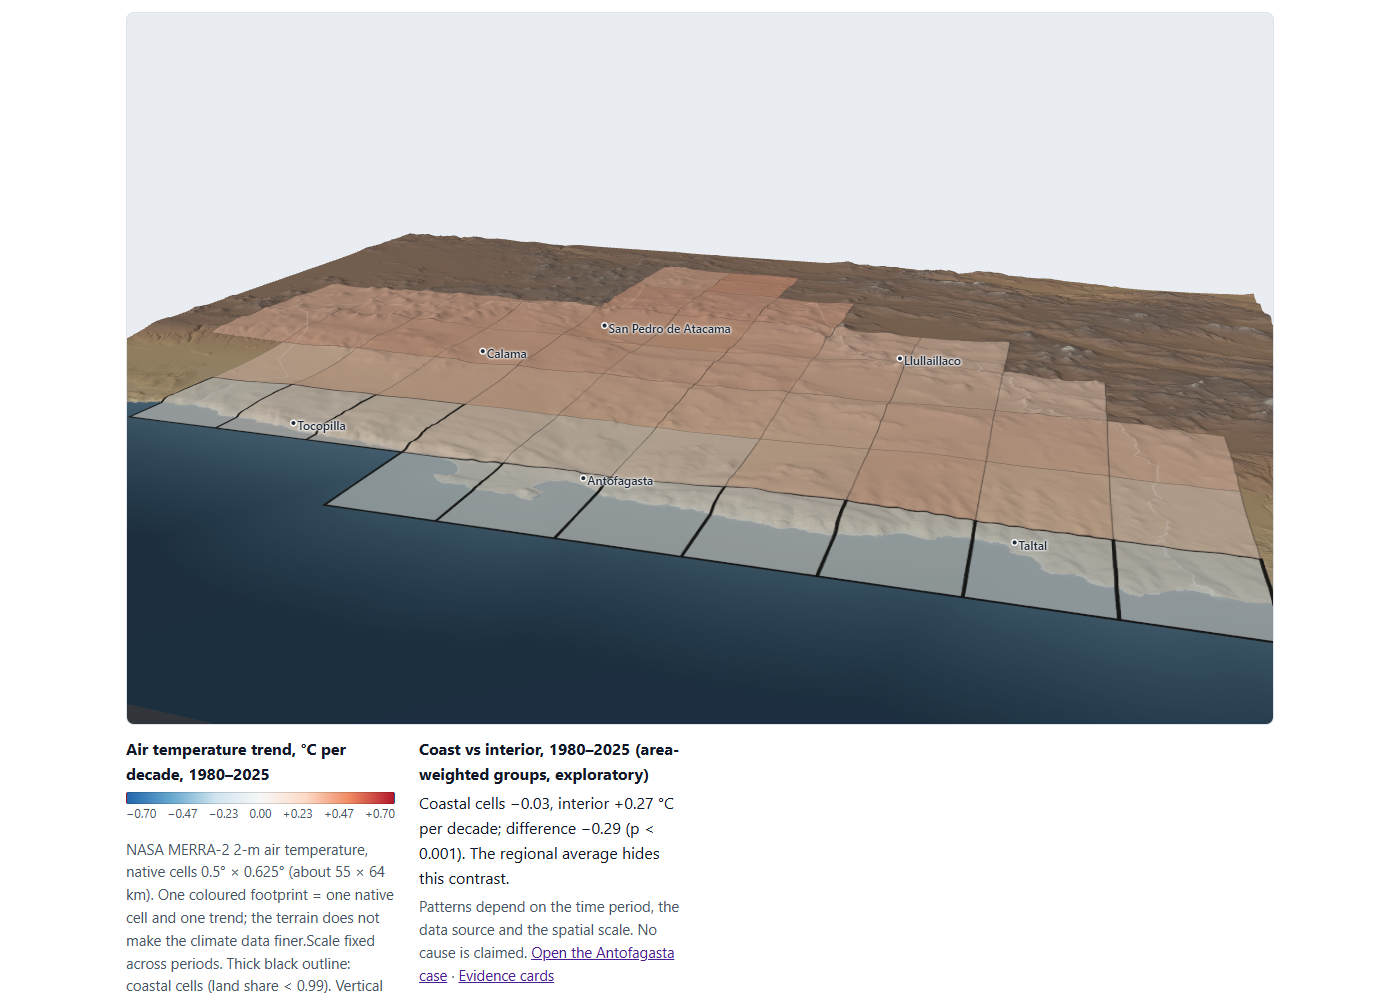 San Pedro de Atacama
Calama
Llullaillaco
Tocopilla
Antofagasta
Taltal
Air temperature trend, °C per
decade, 1980–2025
−0.70 −0.47 −0.23 0.00 +0.23 +0.47 +0.70
NASA MERRA-2 2-m air temperature,
native cells 0.5° × 0.625° (about 55 × 64
km). One coloured footprint = one native
cell and one trend; the terrain does not
make the climate data finer.Scale fixed
across periods. Thick black outline:
coastal cells (land share < 0.99). Vertical
Coast vs interior, 1980–2025 (area-
weighted groups, exploratory)
Coastal cells −0.03, interior +0.27 °C
per decade; difference −0.29 (p <
0.001). The regional average hides
this contrast.
Patterns depend on the time period, the
data source and the spatial scale. No
cause is claimed. Open the Antofagasta
case · Evidence cards